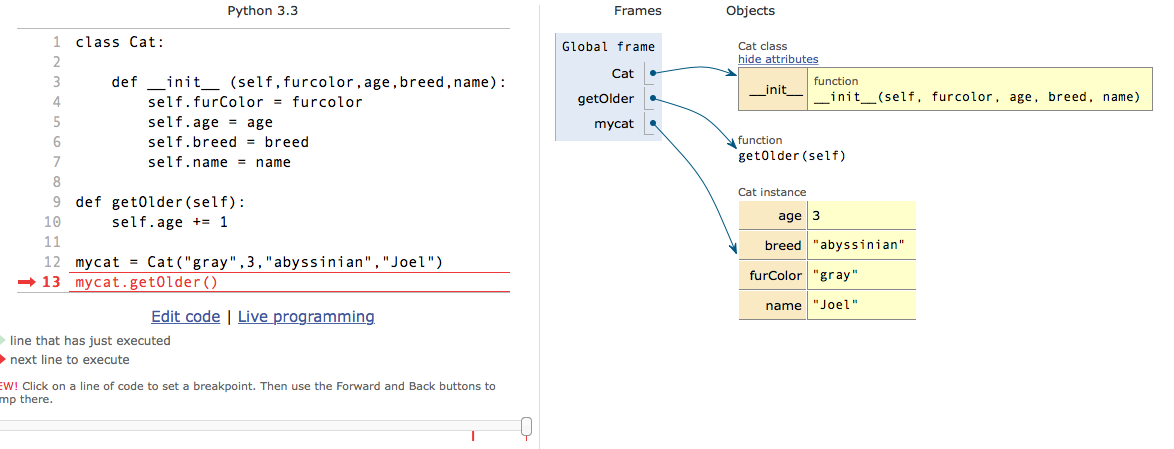 Python 3.3
1 class Cat:
2
3     def __init__ (self,furcolor,age,breed,name):
4         self.furColor = furcolor
5         self.age = age
6         self.breed = breed
7         self.name = name
8
9 def getOlder(self):
10     self.age += 1
11
12 mycat = Cat("gray",3,"abyssinian","Joel")
13 mycat.getOlder()
Edit code | Live programming
line that has just executed
next line to execute
EW! Click on a line of code to set a breakpoint. Then use the Forward and Back buttons to
mp there.
Frames Objects
Global frame
Cat
getOlder
mycat
Cat class
hide attributes
function
__init__ __init__(self, furcolor, age, breed, name)
function
getOlder(self)
Cat instance
age 3
breed "abyssinian"
furColor "gray"
name "Joel"